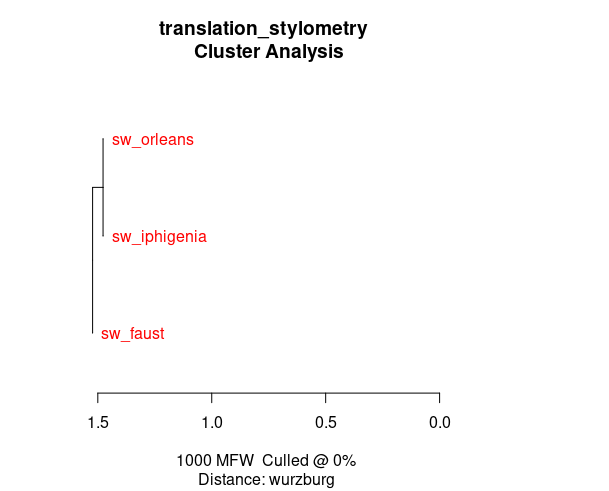 translation_stylometry
Cluster Analysis
sw_orleans
sw_iphigenia
sw_faust
1.5 1.0 0.5 0.0
1000 MFW Culled @ 0%
Distance: wurzburg